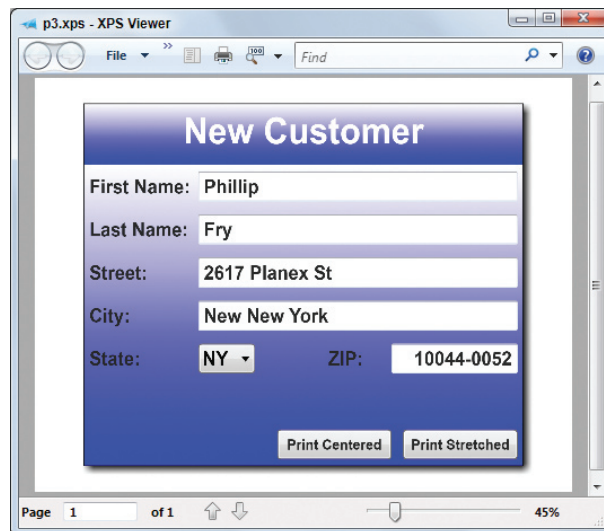 p3.xps - XPS Viewer
File » 100 Find
New Customer
First Name: Phillip
Last Name: Fry
Street: 2617 Planex St
City: New New York
State: NY ZIP: 10044-0052
Print Centered Print Stretched
Page 1 of 1 45%